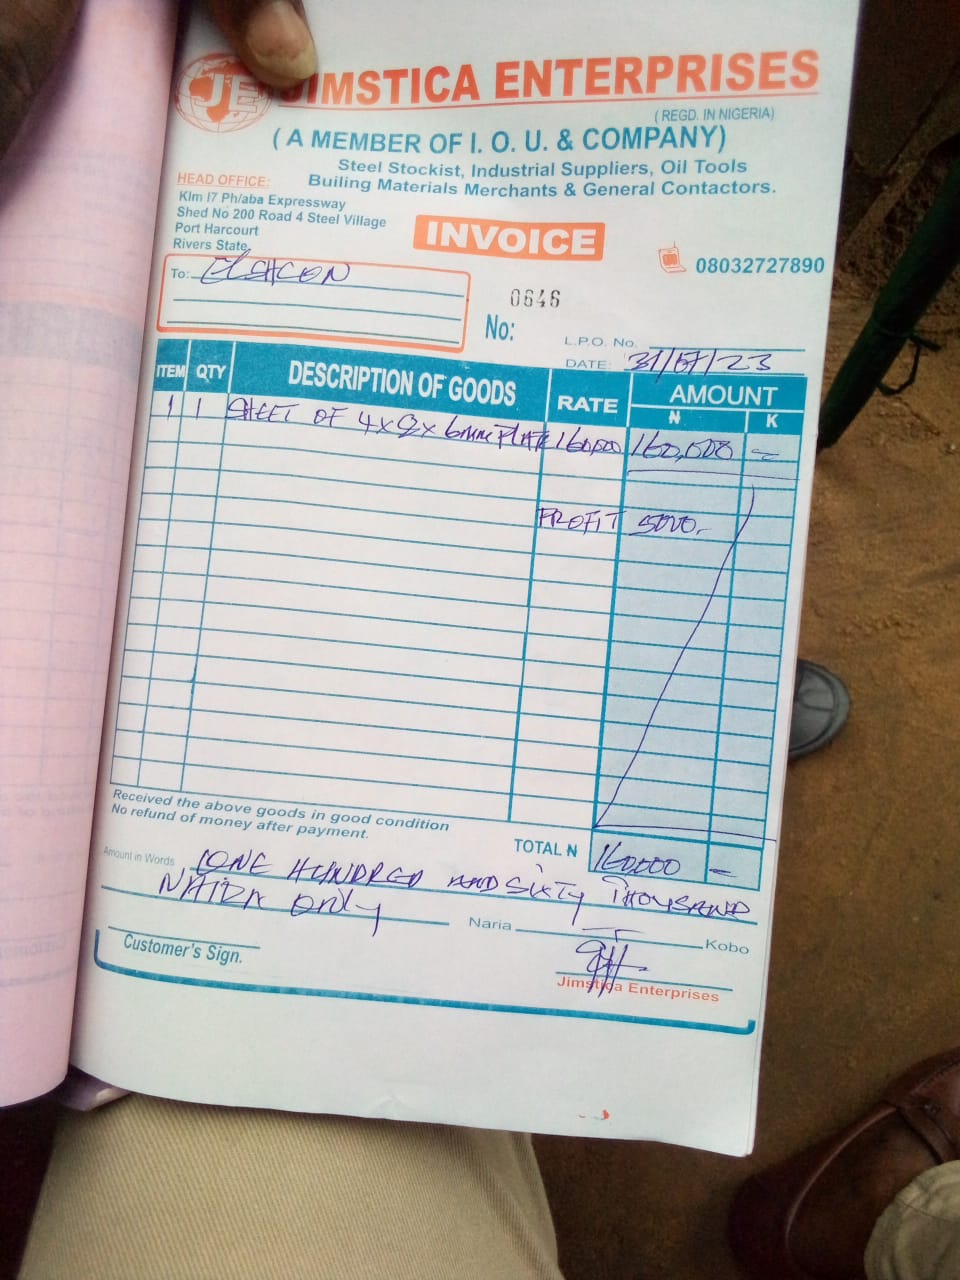 JE
JIMSTICA ENTERPRISES
(REGD. IN NIGERIA)
( A MEMBER OF I. O. U. & COMPANY)
Steel Stockist, Industrial Suppliers, Oil Tools
Builing Materials Merchants & General Contactors.
HEAD OFFICE:
Klm I7 Ph/aba Expressway
Shed No 200 Road 4 Steel Village
Port Harcourt
Rivers State.
INVOICE
08032727890
To: ELSHCON
0646
No:
L.P.O. No.
DATE: 31/07/23
ITEM QTY DESCRIPTION OF GOODS RATE AMOUNT
N K
1 1 SHEET OF 4x8x 6mm PLATE 160,000 160,000 =
PROFIT 5000.
Received the above goods in good condition
No refund of money after payment.
TOTAL N 160000 =
Amount in Words ONE HUNDRED AND SIXTY THOUSAND
NAIRA Only
Naria Kobo
Customer's Sign.
Jimstica Enterprises